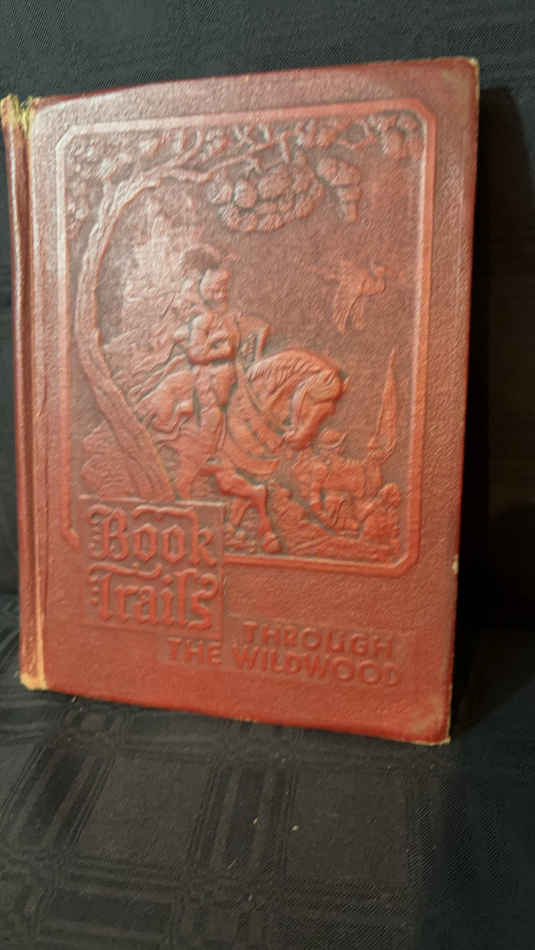 Book
Trails
THROUGH
THE WILDWOOD